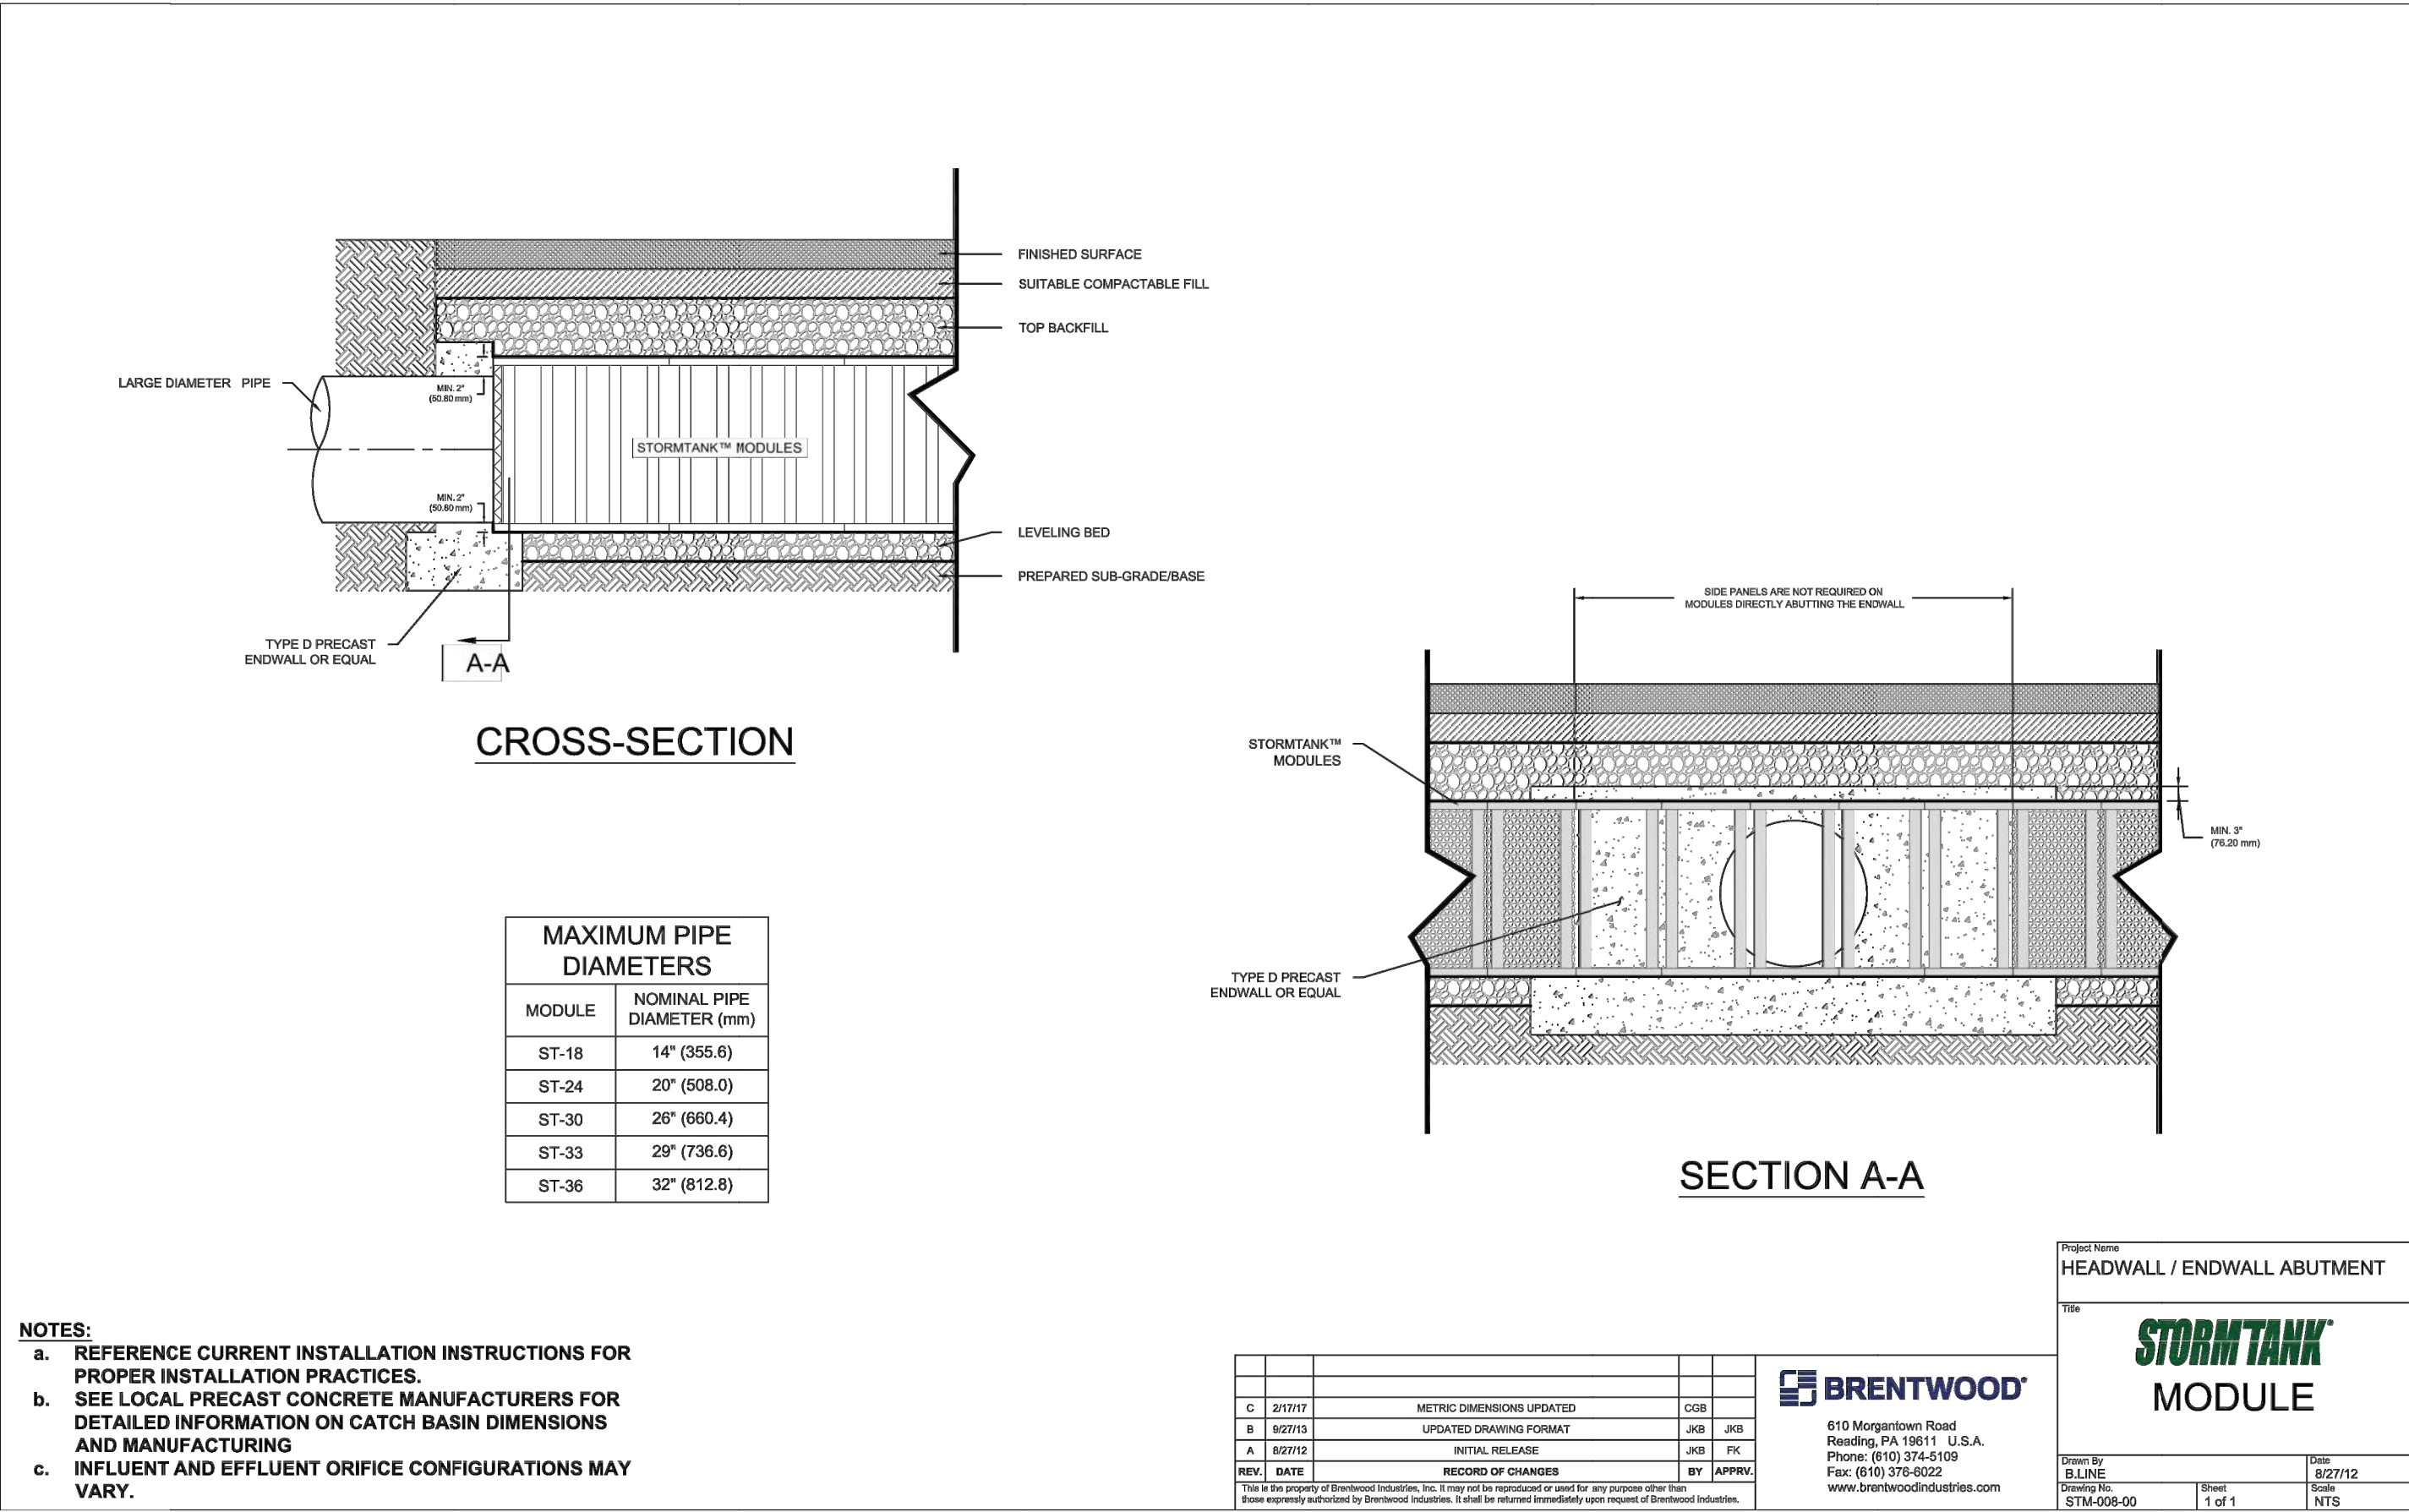 FINISHED SURFACE
SUITABLE COMPACTABLE FILL
TOP BACKFILL
LARGE DIAMETER PIPE
MIN. 2"
(50.80 mm)
STORMTANK™ MODULES
MIN. 2"
(50.80 mm)
LEVELING BED
PREPARED SUB-GRADE/BASE
TYPE D PRECAST
ENDWALL OR EQUAL
A-A
CROSS-SECTION
SIDE PANELS ARE NOT REQUIRED ON
MODULES DIRECTLY ABUTTING THE ENDWALL
STORMTANK™
MODULES
MIN. 3"
(76.20 mm)
TYPE D PRECAST
ENDWALL OR EQUAL
SECTION A-A
MAXIMUM PIPE
DIAMETERS
MODULE
NOMINAL PIPE
DIAMETER (mm)
ST-18 14" (355.6)
ST-24 20" (508.0)
ST-30 26" (660.4)
ST-33 29" (736.6)
ST-36 32" (812.8)
NOTES:
a. REFERENCE CURRENT INSTALLATION INSTRUCTIONS FOR
PROPER INSTALLATION PRACTICES.
b. SEE LOCAL PRECAST CONCRETE MANUFACTURERS FOR
DETAILED INFORMATION ON CATCH BASIN DIMENSIONS
AND MANUFACTURING
c. INFLUENT AND EFFLUENT ORIFICE CONFIGURATIONS MAY
VARY.
C 2/17/17 METRIC DIMENSIONS UPDATED CGB
B 9/27/13 UPDATED DRAWING FORMAT JKB JKB
A 8/27/12 INITIAL RELEASE JKB FK
REV. DATE RECORD OF CHANGES BY APPRV.
This is the property of Brentwood Industries, Inc. It may not be reproduced or used for any purpose other than
those expressly authorized by Brentwood Industries. It shall be returned immediately upon request of Brentwood Industries.
BRENTWOOD®
610 Morgantown Road
Reading, PA 19611 U.S.A.
Phone: (610) 374-5109
Fax: (610) 376-6022
www.brentwoodindustries.com
Project Name
HEADWALL / ENDWALL ABUTMENT
Title
STORMTANK®
MODULE
Drawn By
B.LINE
Date
8/27/12
Drawing No.
STM-008-00
Sheet
1 of 1
Scale
NTS